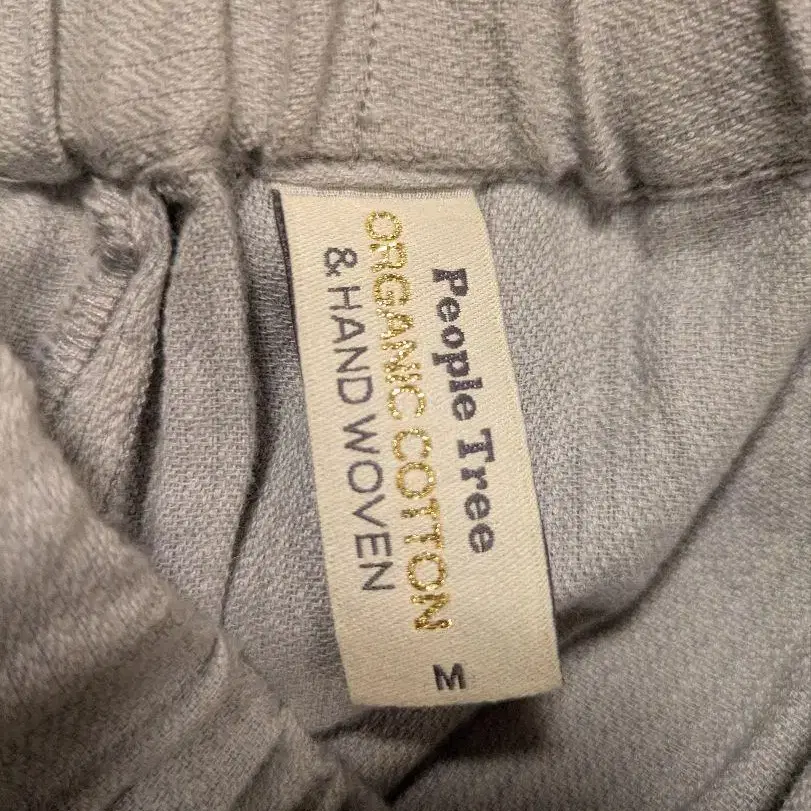 People Tree
ORGANIC COTTON
& HAND WOVEN
M